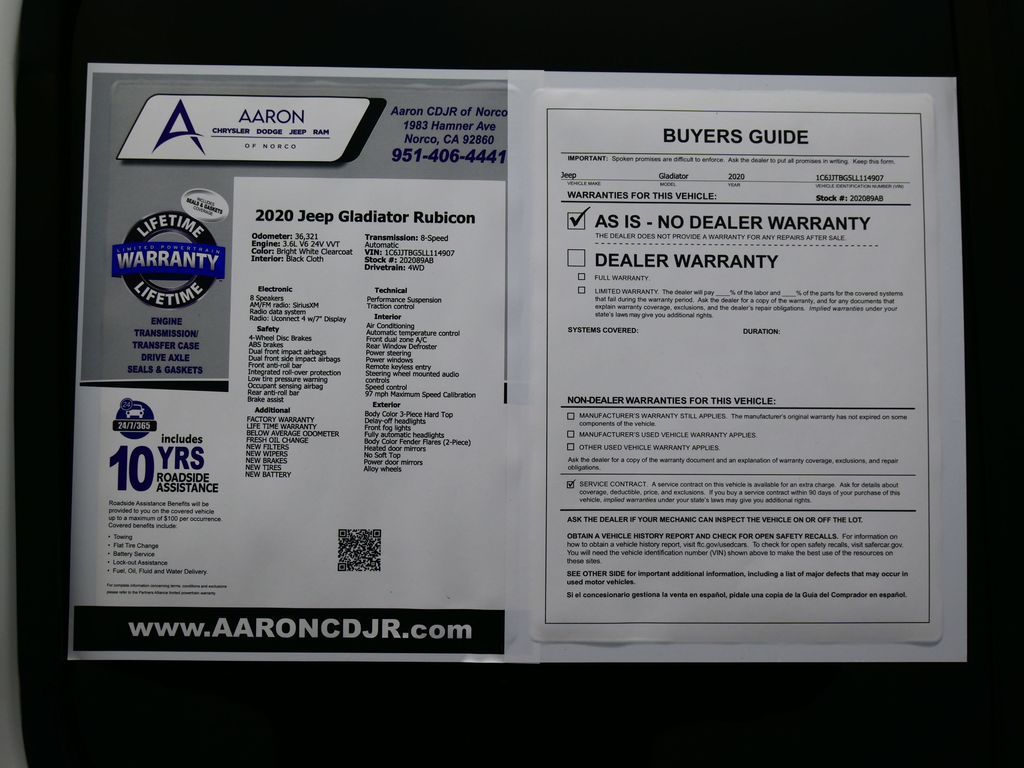 AARON
CHRYSLER DODGE JEEP RAM
OF NORCO
Aaron CDJR of Norco
1983 Hamner Ave
Norco, CA 92860
951-406-4441
INCLUDES
SEALS & GASKETS
COVERAGE
LIFETIME
LIMITED POWERTRAIN
WARRANTY
LIFETIME
ENGINE
TRANSMISSION/
TRANSFER CASE
DRIVE AXLE
SEALS & GASKETS
24/7/365
includes
10 YRS
ROADSIDE
ASSISTANCE
Roadside Assistance Benefits will be
provided to you on the covered vehicle
up to a maximum of $100 per occurrence.
Covered benefits include:
• Towing
• Flat Tire Change
• Battery Service
• Lock-out Assistance
• Fuel, Oil, Fluid and Water Delivery.
For complete information concerning terms, conditions and exclusions
please refer to the Partners Alliance limited powertrain warranty.
2020 Jeep Gladiator Rubicon
Odometer: 36,321
Engine: 3.6L V6 24V VVT
Color: Bright White Clearcoat
Interior: Black Cloth
Transmission: 8-Speed
Automatic
VIN: 1C6JJTBG5LL114907
Stock #: 202089AB
Drivetrain: 4WD
Electronic
8 Speakers
AM/FM radio: SiriusXM
Radio data system
Radio: Uconnect 4 w/7" Display
Safety
4-Wheel Disc Brakes
ABS brakes
Dual front impact airbags
Dual front side impact airbags
Front anti-roll bar
Integrated roll-over protection
Low tire pressure warning
Occupant sensing airbag
Rear anti-roll bar
Brake assist
Additional
FACTORY WARRANTY
LIFE TIME WARRANTY
BELOW AVERAGE ODOMETER
FRESH OIL CHANGE
NEW FILTERS
NEW WIPERS
NEW BRAKES
NEW TIRES
NEW BATTERY
Technical
Performance Suspension
Traction control
Interior
Air Conditioning
Automatic temperature control
Front dual zone A/C
Rear Window Defroster
Power steering
Power windows
Remote keyless entry
Steering wheel mounted audio
controls
Speed control
97 mph Maximum Speed Calibration
Exterior
Body Color 3-Piece Hard Top
Delay-off headlights
Front fog lights
Fully automatic headlights
Body Color Fender Flares (2-Piece)
Heated door mirrors
No Soft Top
Power door mirrors
Alloy wheels
www.AARONCDJR.com
BUYERS GUIDE
IMPORTANT: Spoken promises are difficult to enforce. Ask the dealer to put all promises in writing. Keep this form.
Jeep Gladiator 2020 1C6JJTBG5LL114907
VEHICLE MAKE MODEL YEAR VEHICLE IDENTIFICATION NUMBER (VIN)
WARRANTIES FOR THIS VEHICLE: Stock #: 202089AB
AS IS - NO DEALER WARRANTY
THE DEALER DOES NOT PROVIDE A WARRANTY FOR ANY REPAIRS AFTER SALE.
DEALER WARRANTY
FULL WARRANTY.
LIMITED WARRANTY. The dealer will pay ____% of the labor and ____% of the parts for the covered systems
that fail during the warranty period. Ask the dealer for a copy of the warranty, and for any documents that
explain warranty coverage, exclusions, and the dealer's repair obligations. Implied warranties under your
state's laws may give you additional rights.
SYSTEMS COVERED: DURATION:
NON-DEALER WARRANTIES FOR THIS VEHICLE:
MANUFACTURER'S WARRANTY STILL APPLIES. The manufacturer's original warranty has not expired on some
components of the vehicle.
MANUFACTURER'S USED VEHICLE WARRANTY APPLIES.
OTHER USED VEHICLE WARRANTY APPLIES.
Ask the dealer for a copy of the warranty document and an explanation of warranty coverage, exclusions, and repair
obligations.
SERVICE CONTRACT. A service contract on this vehicle is available for an extra charge. Ask for details about
coverage, deductible, price, and exclusions. If you buy a service contract within 90 days of your purchase of this
vehicle, implied warranties under your state's laws may give you additional rights.
ASK THE DEALER IF YOUR MECHANIC CAN INSPECT THE VEHICLE ON OR OFF THE LOT.
OBTAIN A VEHICLE HISTORY REPORT AND CHECK FOR OPEN SAFETY RECALLS. For information on
how to obtain a vehicle history report, visit ftc.gov/usedcars. To check for open safety recalls, visit safercar.gov.
You will need the vehicle identification number (VIN) shown above to make the best use of the resources on
these sites.
SEE OTHER SIDE for important additional information, including a list of major defects that may occur in
used motor vehicles.
Si el concesionario gestiona la venta en español, pídale una copia de la Guía del Comprador en español.